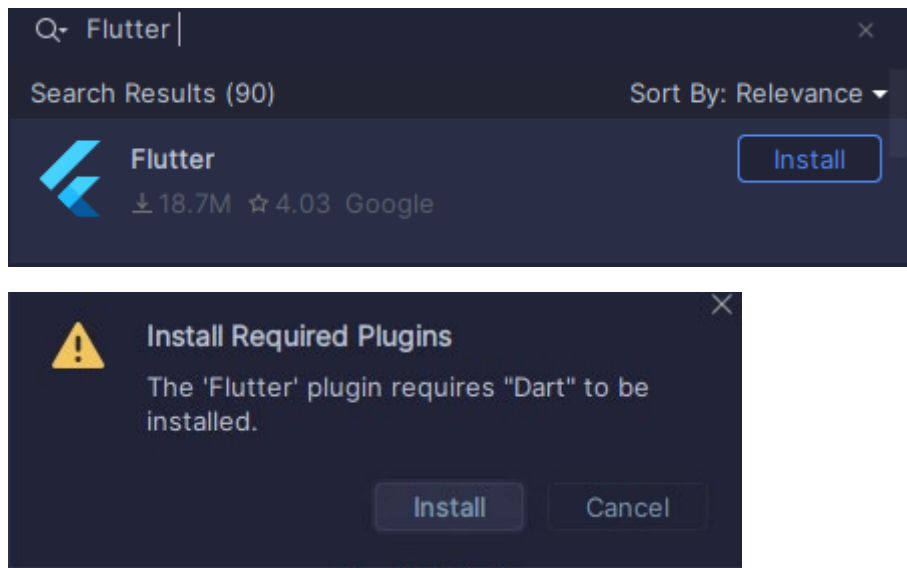 Flutter
Search Results (90)
Sort By: Relevance
Flutter
Install
18.7M 4.03 Google
Install Required Plugins
The 'Flutter' plugin requires "Dart" to be
installed.
Install
Cancel